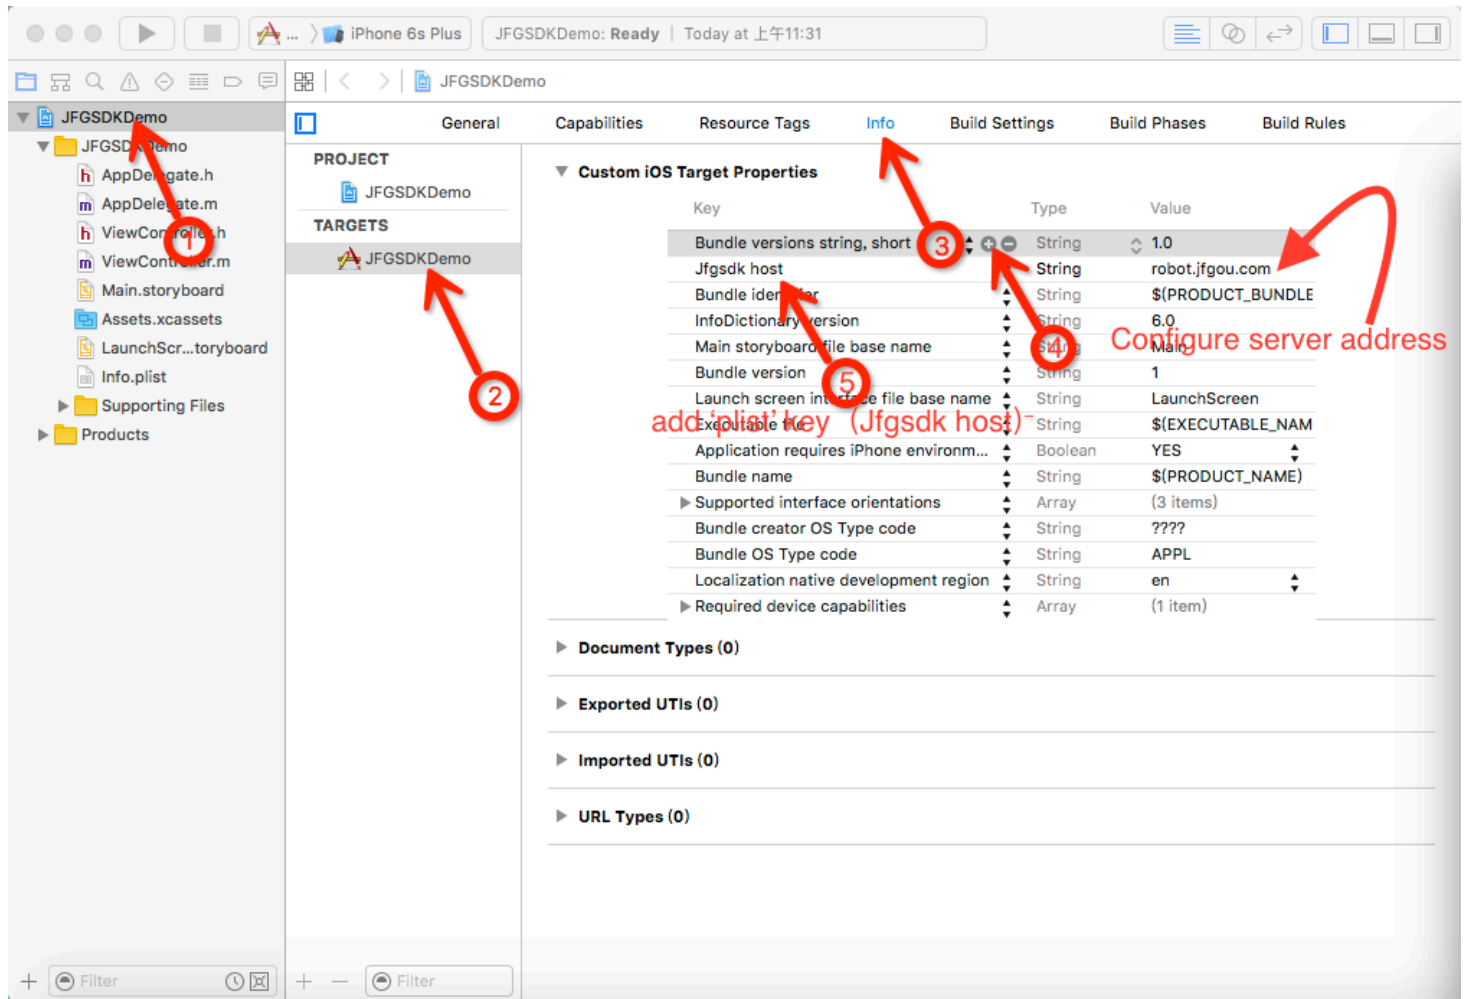 ... iPhone 6s Plus JFGSDKDemo: Ready | Today at 上午11:31
JFGSDKDemo
JFGSDKDemo
General Capabilities Resource Tags Info Build Settings Build Phases Build Rules
JFGSDKDemo
h AppDelegate.h
m AppDelegate.m
h ViewController.h
m ViewController.m
Main.storyboard
Assets.xcassets
LaunchScr...toryboard
Info.plist
Supporting Files
Products
1
PROJECT
JFGSDKDemo
TARGETS
JFGSDKDemo
2
Custom iOS Target Properties
Key Type Value
Bundle versions string, short String 1.0
Jfgsdk host String robot.jfgou.com
Bundle identifier String $(PRODUCT_BUNDLE
InfoDictionary version String 6.0
Main storyboard file base name String Main
Bundle version String 1
Launch screen interface file base name String LaunchScreen
Executable file String $(EXECUTABLE_NAM
Application requires iPhone environm... Boolean YES
Bundle name String $(PRODUCT_NAME)
Supported interface orientations Array (3 items)
Bundle creator OS Type code String ????
Bundle OS Type code String APPL
Localization native development region String en
Required device capabilities Array (1 item)
3
4
5
Configure server address
add ‘plist’ key （Jfgsdk host)
Document Types (0)
Exported UTIs (0)
Imported UTIs (0)
URL Types (0)
Filter
Filter